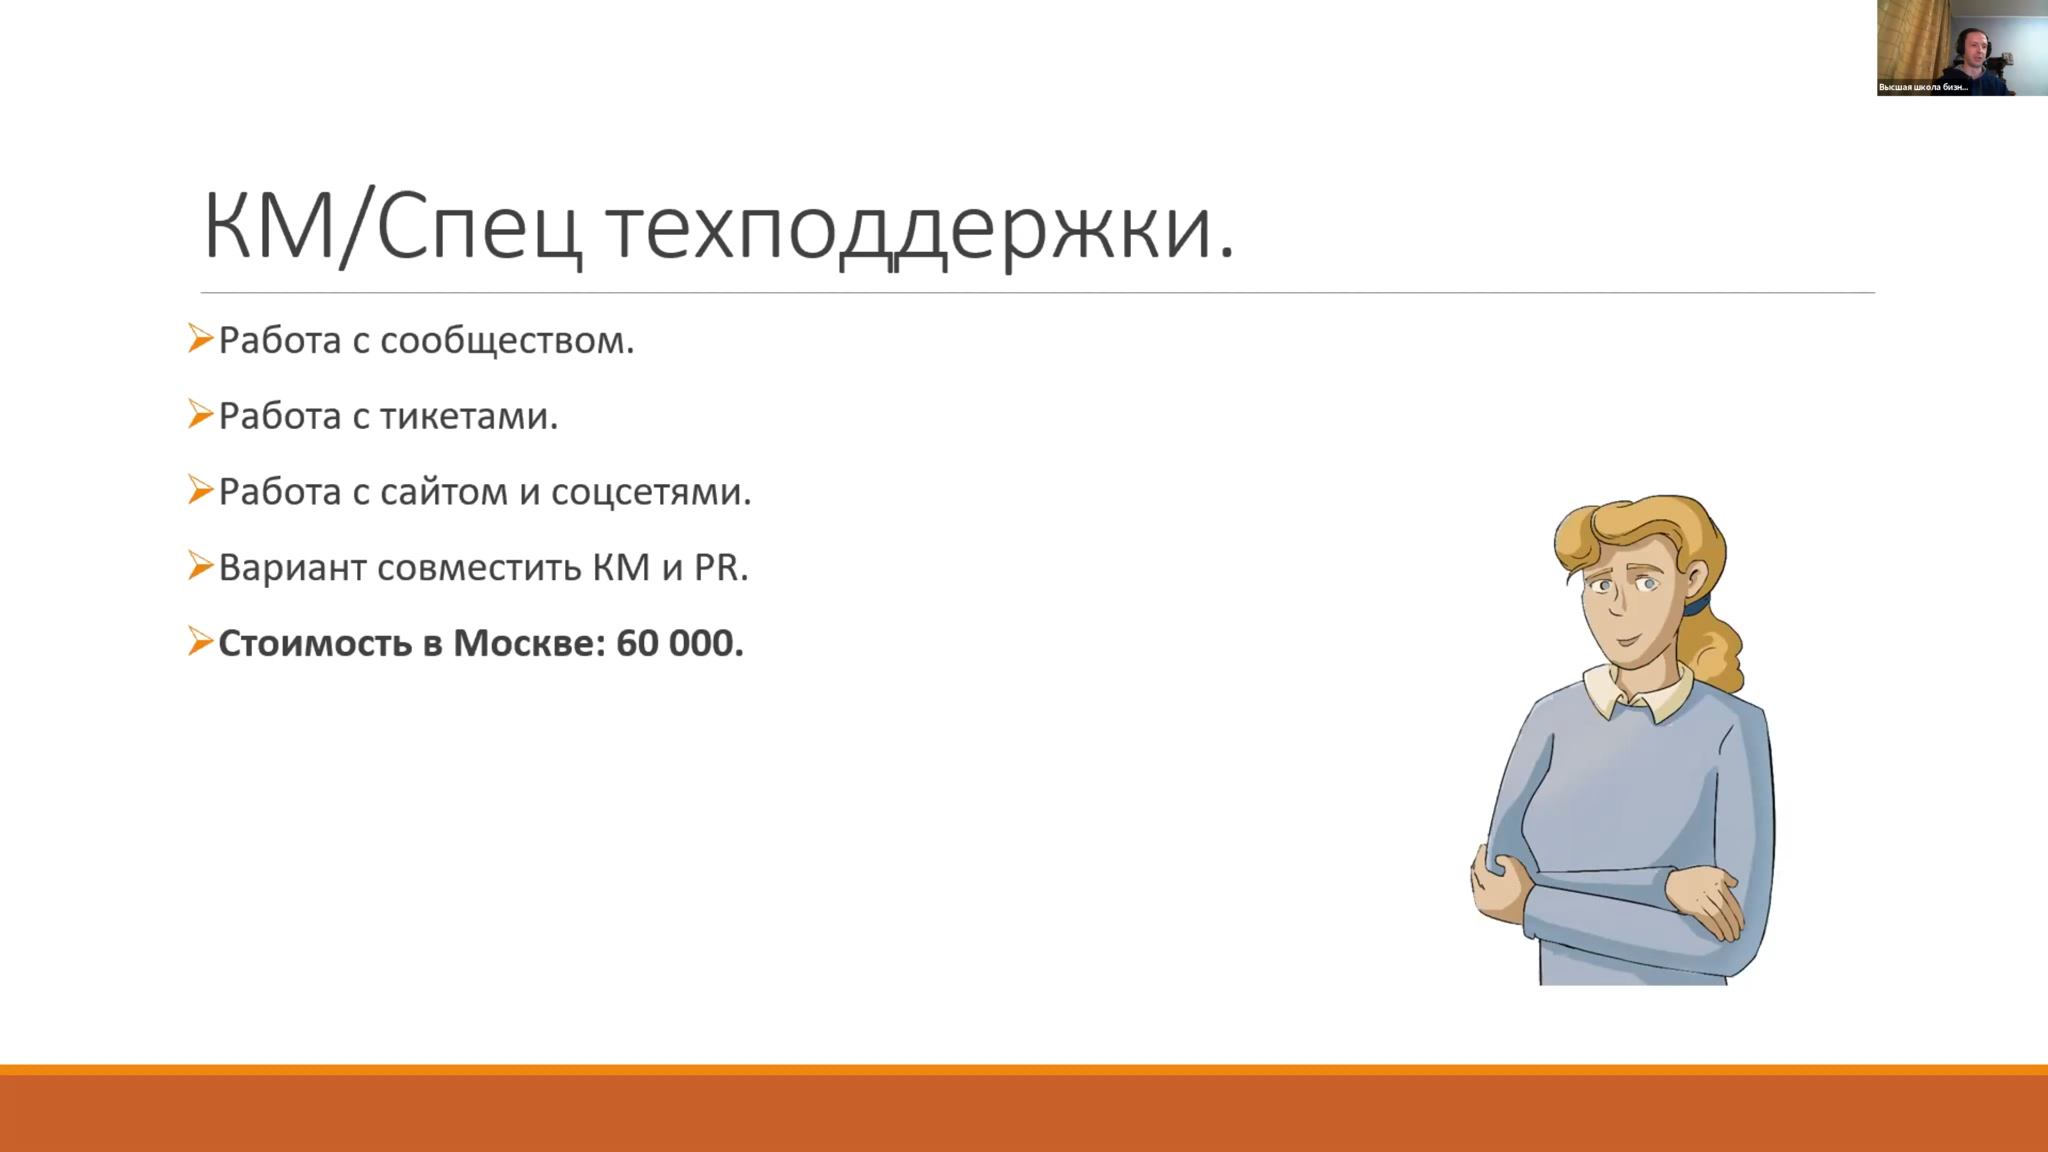 Высшая школа бизн...
КМ/Спец техподдержки.
Работа с сообществом.
Работа с тикетами.
Работа с сайтом и соцсетями.
Вариант совместить КМ и PR.
Стоимость в Москве: 60 000.